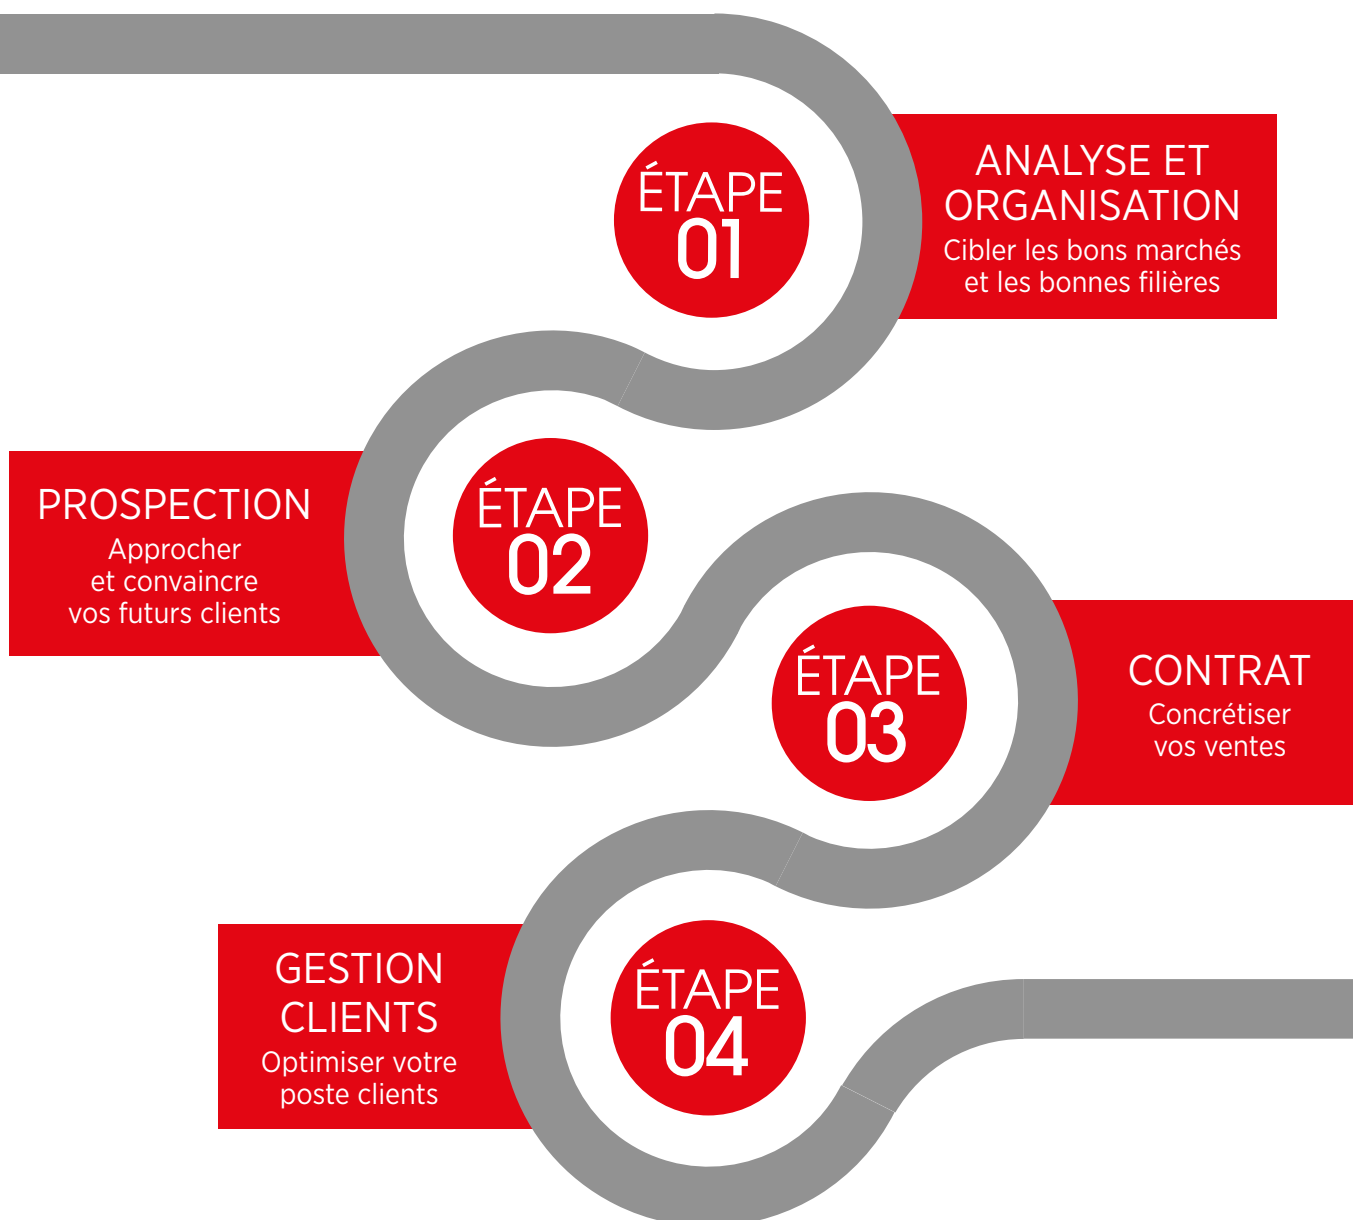 ÉTAPE
01
ANALYSE ET
ORGANISATION
Cibler les bons marchés
et les bonnes filières
PROSPECTION
Approcher
et convaincre
vos futurs clients
ÉTAPE
02
ÉTAPE
03
CONTRAT
Concrétiser
vos ventes
GESTION
CLIENTS
Optimiser votre
poste clients
ÉTAPE
04